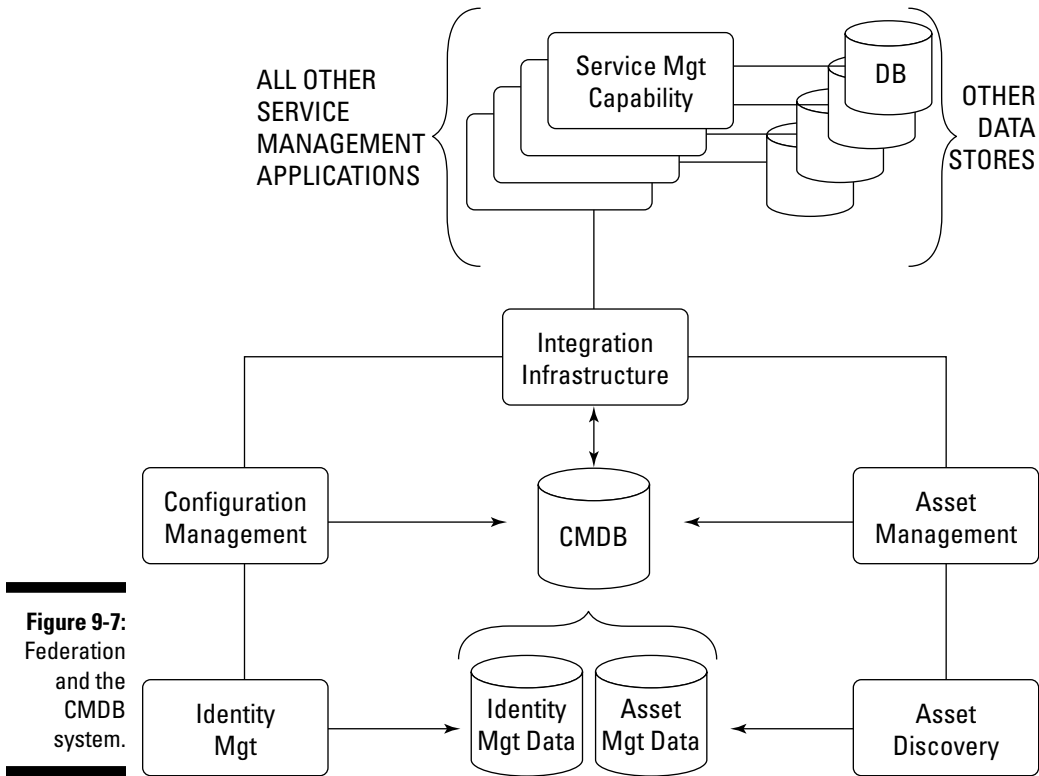 ALL OTHER
SERVICE
MANAGEMENT
APPLICATIONS
Service Mgt
Capability
DB
OTHER
DATA
STORES
Integration
Infrastructure
Configuration
Management
CMDB
Asset
Management
Figure 9-7:
Federation
and the
CMDB
system.
Identity
Mgt
Identity
Mgt Data
Asset
Mgt Data
Asset
Discovery